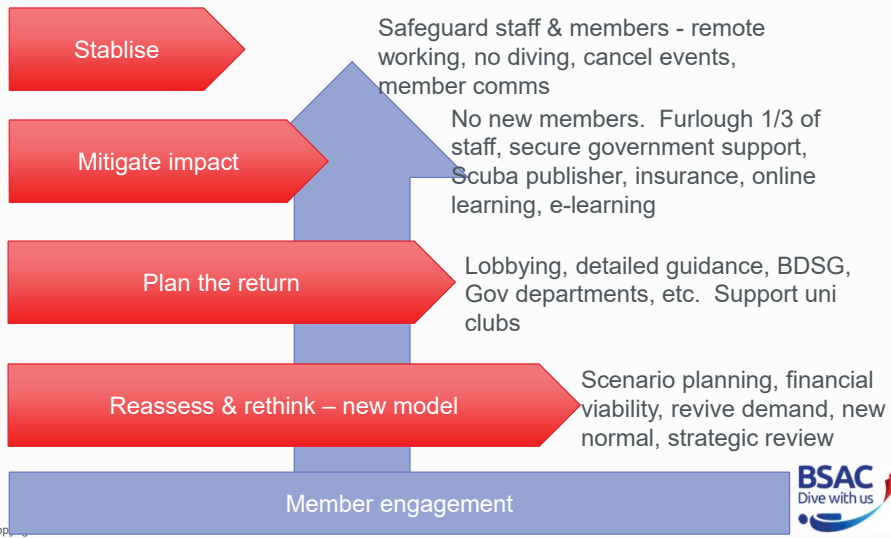 Stablise
Safeguard staff & members - remote
working, no diving, cancel events,
member comms
Mitigate impact
No new members.  Furlough 1/3 of
staff, secure government support,
Scuba publisher, insurance, online
learning, e-learning
Plan the return
Lobbying, detailed guidance, BDSG,
Gov departments, etc.  Support uni
clubs
Reassess & rethink – new model
Scenario planning, financial
viability, revive demand, new
normal, strategic review
Member engagement
BSAC
Dive with us